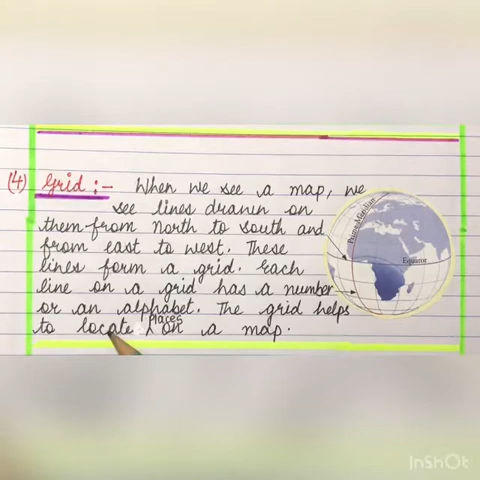 (4) Grid :- When we see a map, we
see lines drawn on
them from North to South and
from east to west. These
lines form a grid. Each
line on a grid has a number
or an alphabet. The grid helps
to locate places on a map.
Prime Meridian
Equator
InShOt